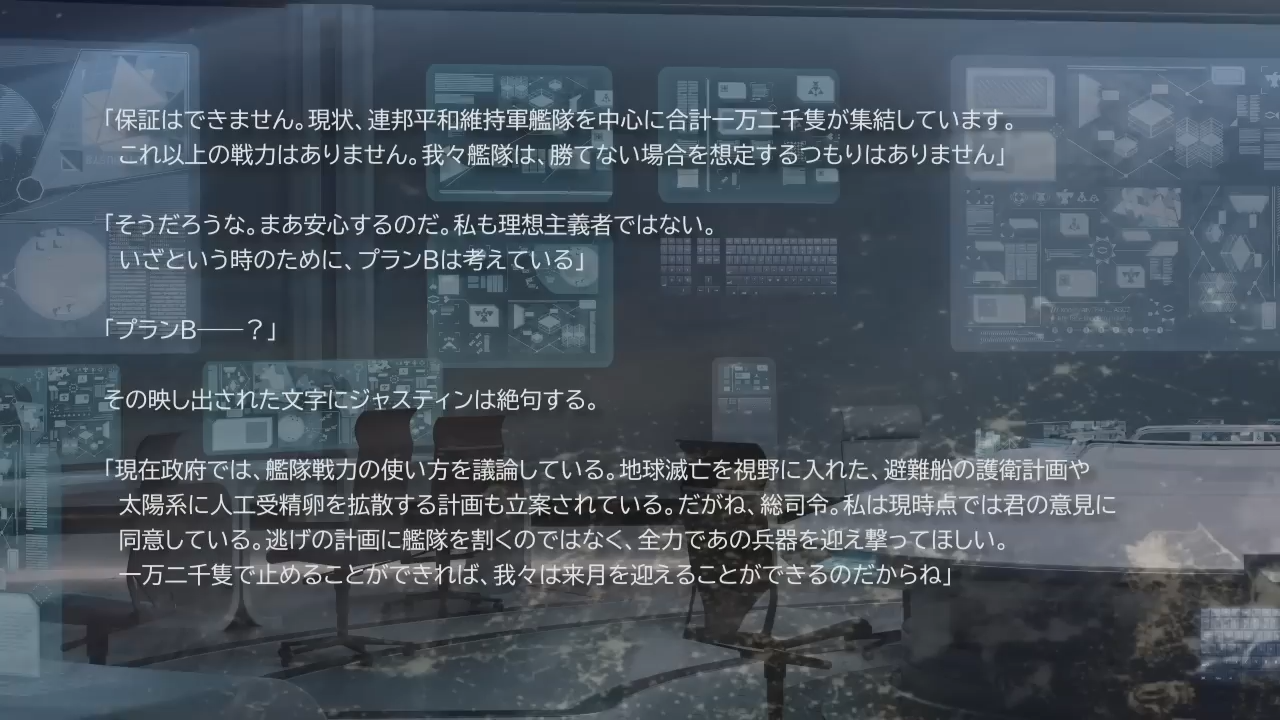 「保証はできません。現状、連邦平和維持軍艦隊を中心に合計一万二千隻が集結しています。
これ以上の戦力はありません。我々艦隊は、勝てない場合を想定するつもりはありません」
「そうだろうな。まあ安心するのだ。私も理想主義者ではない。
いざという時のために、プランBは考えている」
「プランB――？」
その映し出された文字にジャスティンは絶句する。
「現在政府では、艦隊戦力の使い方を議論している。地球滅亡を視野に入れた、避難船の護衛計画や
太陽系に人工受精卵を拡散する計画も立案されている。だがね、総司令。私は現時点では君の意見に
同意している。逃げの計画に艦隊を割くのではなく、全力であの兵器を迎え撃ってほしい。
一万二千隻で止めることができれば、我々は来月を迎えることができるのだからね」